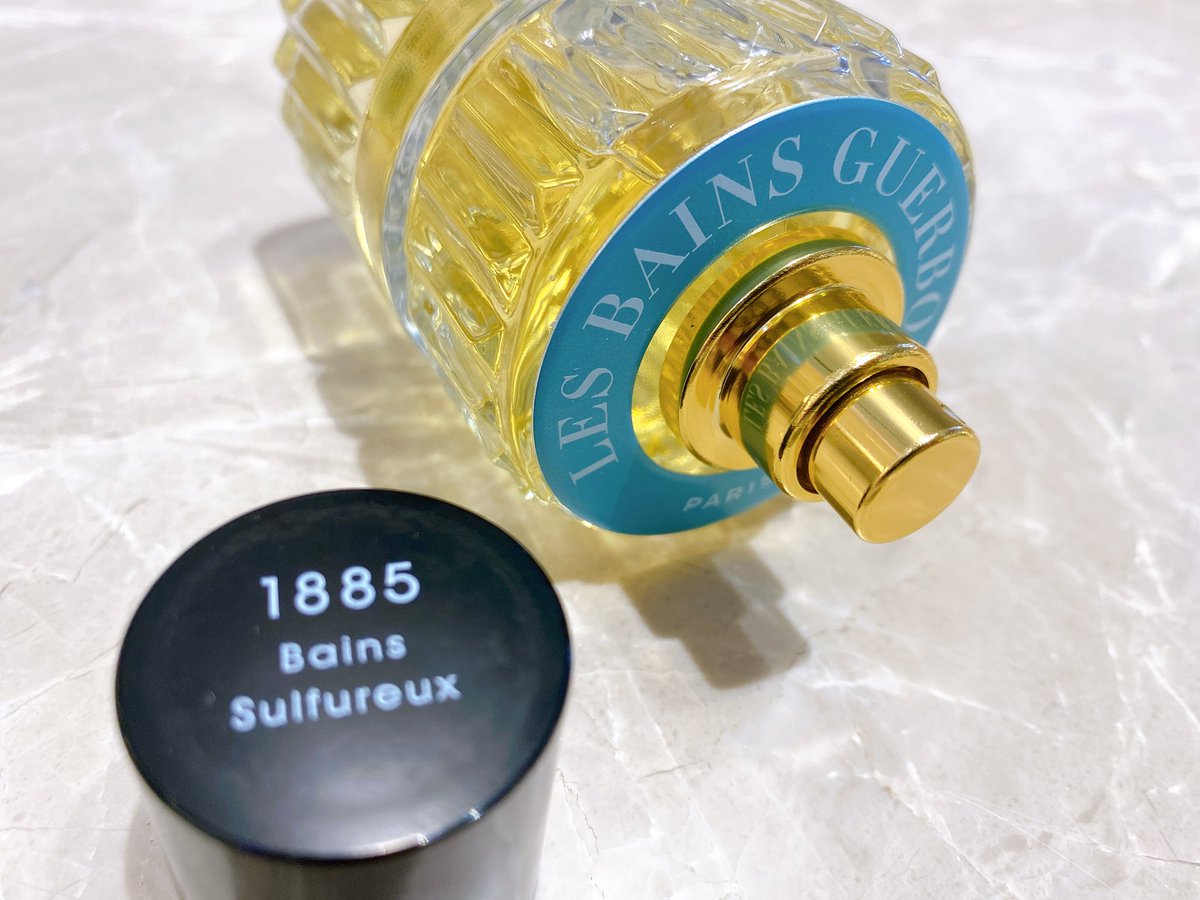 LES BAINS GUERBO
PARIS
1885
Bains
Sulfureux